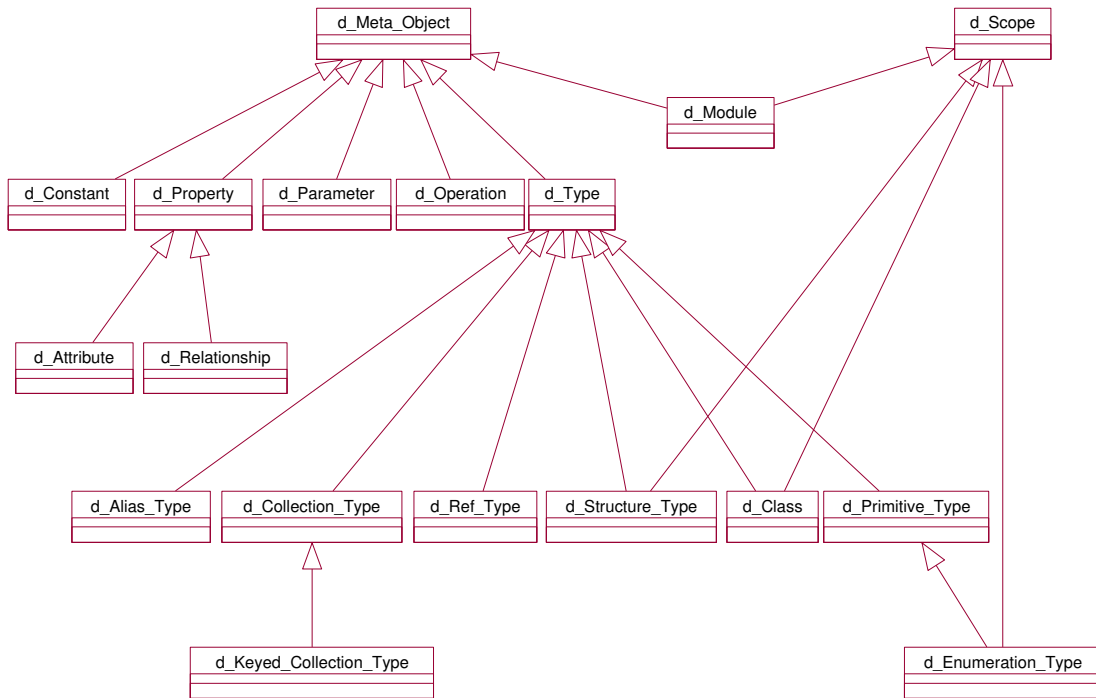 d_Meta_Object
d_Scope
d_Module
d_Constant
d_Property
d_Parameter
d_Operation
d_Type
d_Attribute
d_Relationship
d_Alias_Type
d_Collection_Type
d_Ref_Type
d_Structure_Type
d_Class
d_Primitive_Type
d_Keyed_Collection_Type
d_Enumeration_Type